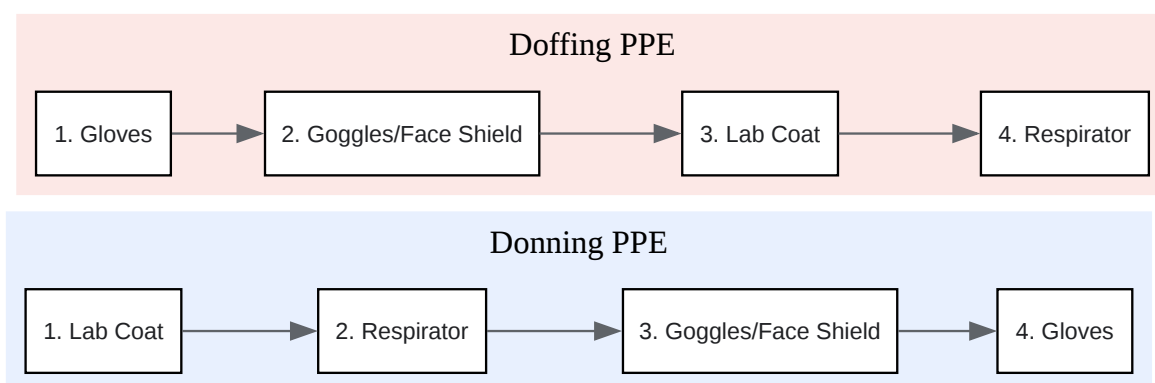 Doffing PPE
1. Gloves
2. Goggles/Face Shield
3. Lab Coat
4. Respirator
Donning PPE
1. Lab Coat
2. Respirator
3. Goggles/Face Shield
4. Gloves